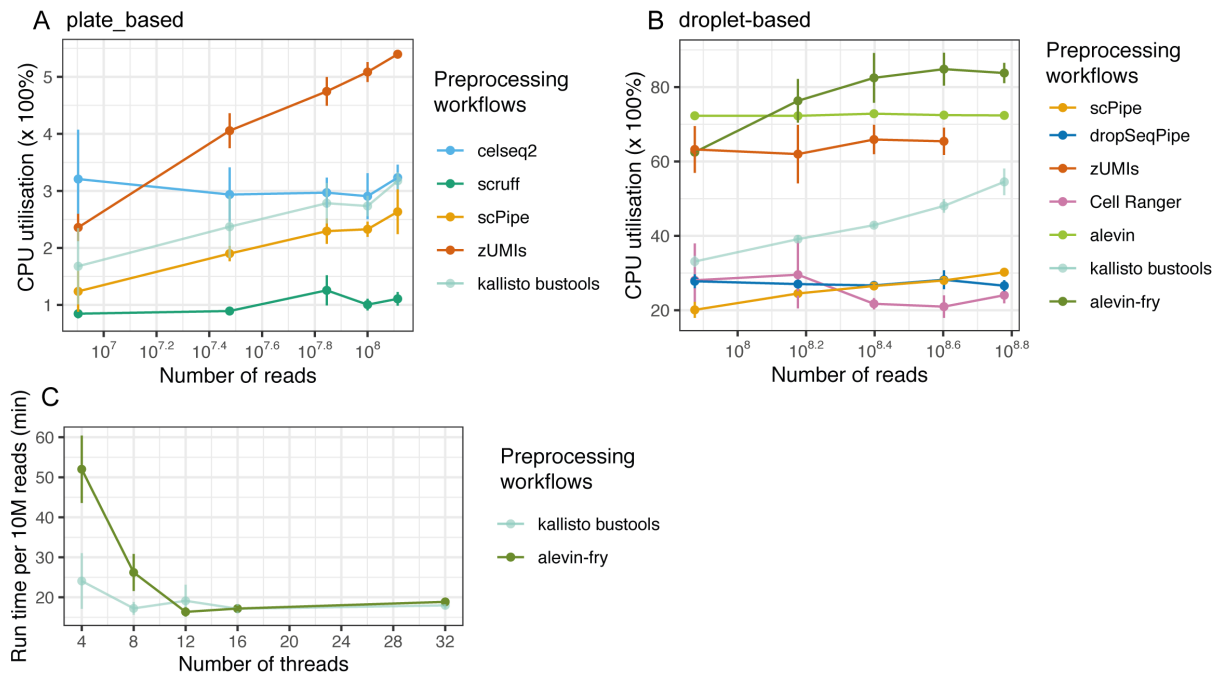 A plate_based
CPU utilisation (x 100%)
5
4
3
2
1
10^7
10^7.2
10^7.4
10^7.6
10^7.8
10^8
Number of reads
Preprocessing
workflows
celseq2
scruff
scPipe
zUMIs
kallisto bustools
B droplet-based
CPU utilisation (x 100%)
80
60
40
20
10^8
10^8.2
10^8.4
10^8.6
10^8.8
Number of reads
Preprocessing
workflows
scPipe
dropSeqPipe
zUMIs
Cell Ranger
alevin
kallisto bustools
alevin-fry
C
Run time per 10M reads (min)
60
50
40
30
20
4
8
12
16
20
24
28
32
Number of threads
Preprocessing
workflows
kallisto bustools
alevin-fry